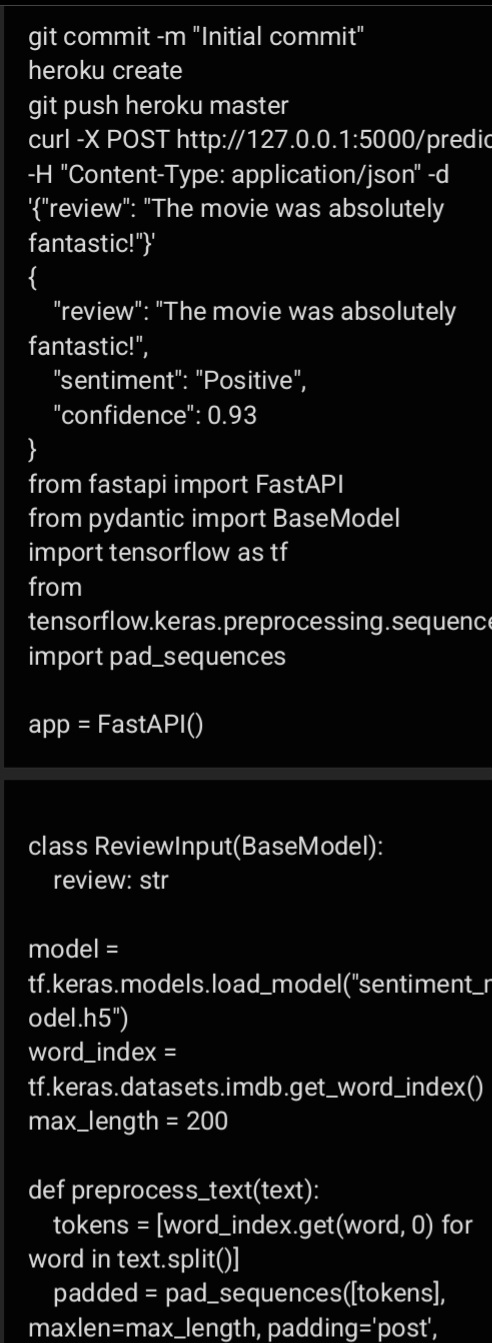 git commit -m "Initial commit"
heroku create
git push heroku master
curl -X POST http://127.0.0.1:5000/predic
-H "Content-Type: application/json" -d
'{"review": "The movie was absolutely
fantastic!"}'
{
    "review": "The movie was absolutely
fantastic!",
    "sentiment": "Positive",
    "confidence": 0.93
}
from fastapi import FastAPI
from pydantic import BaseModel
import tensorflow as tf
from
tensorflow.keras.preprocessing.sequence
import pad_sequences

app = FastAPI()

class ReviewInput(BaseModel):
    review: str

model =
tf.keras.models.load_model("sentiment_m
odel.h5")
word_index =
tf.keras.datasets.imdb.get_word_index()
max_length = 200

def preprocess_text(text):
    tokens = [word_index.get(word, 0) for
word in text.split()]
    padded = pad_sequences([tokens],
maxlen=max_length, padding='post',